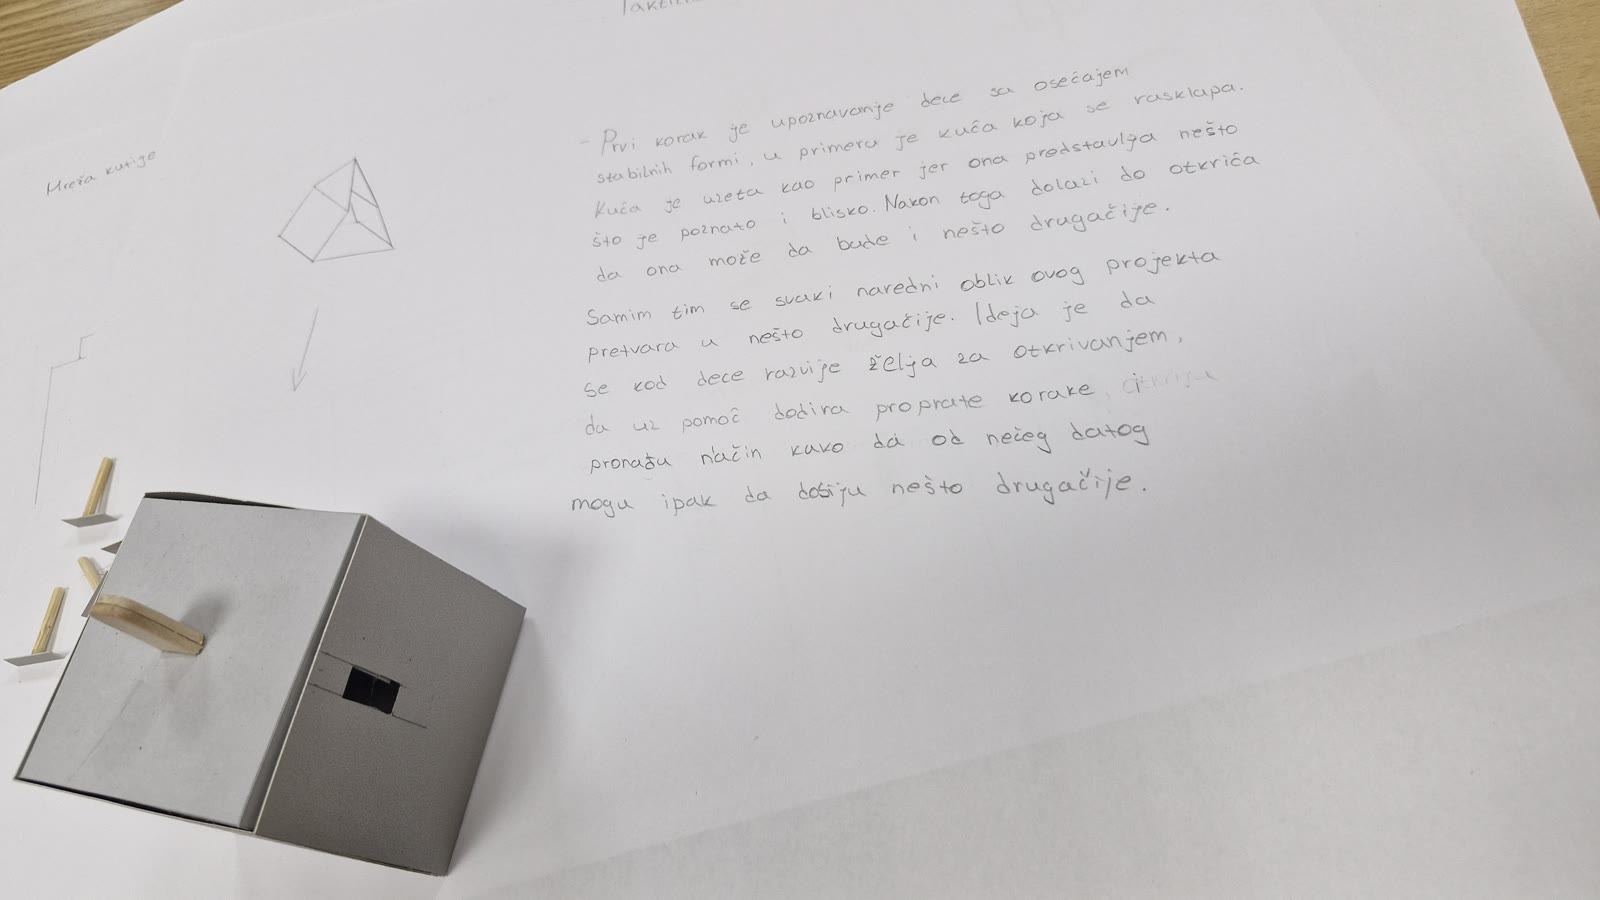 Mreža kutije
- Prvi korak je upoznavanje dece sa osećajem
stabilnih formi, u primeru je kuća koja se rasklapa.
Kuća je uzeta kao primer jer ona predstavlja nešto
što je poznato i blisko. Nakon toga dolazi do otkrića
da ona može da bude i nešto drugačije.
Samim tim se svaki naredni oblik ovog projekta
pretvara u nešto drugačije. Ideja je da
se kod dece razvije želja za otkrivanjem,
da uz pomoć dodira proprate korake,
pronađu način kako da od nečeg datog
mogu ipak da dobiju nešto drugačije.